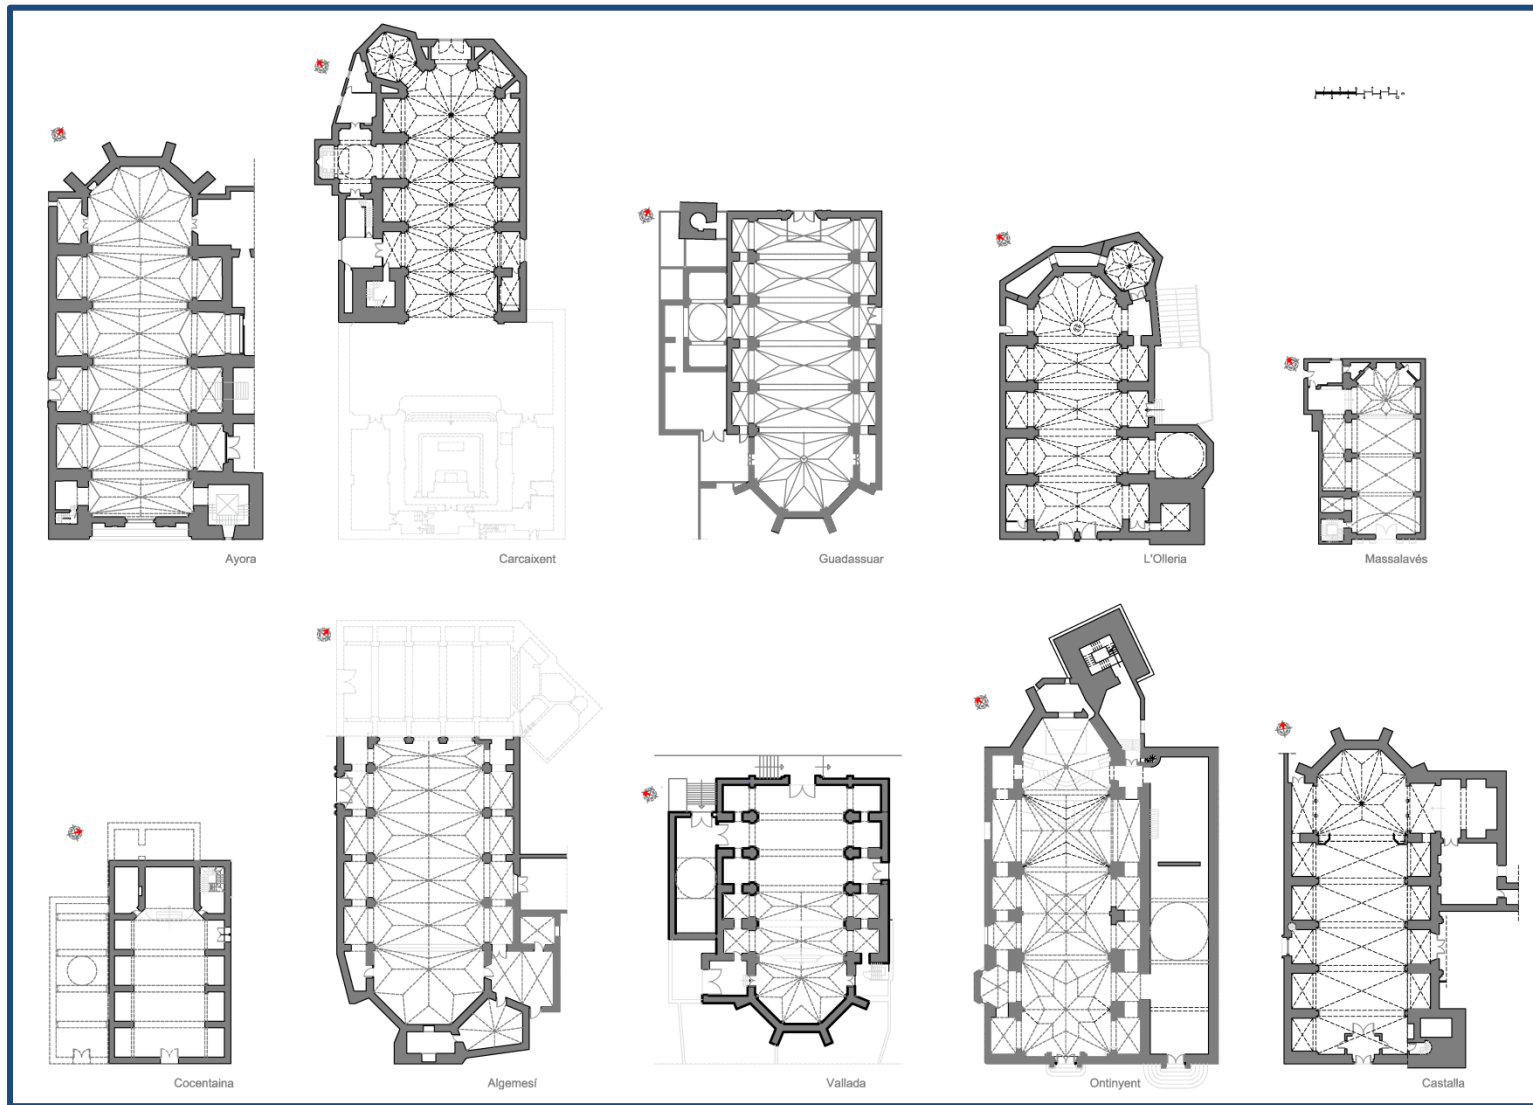 Ayora
Carcaixent
Guadassuar
L'Olleria
Massalavés
Cocentaina
Algemesí
Vallada
Ontinyent
Castalla